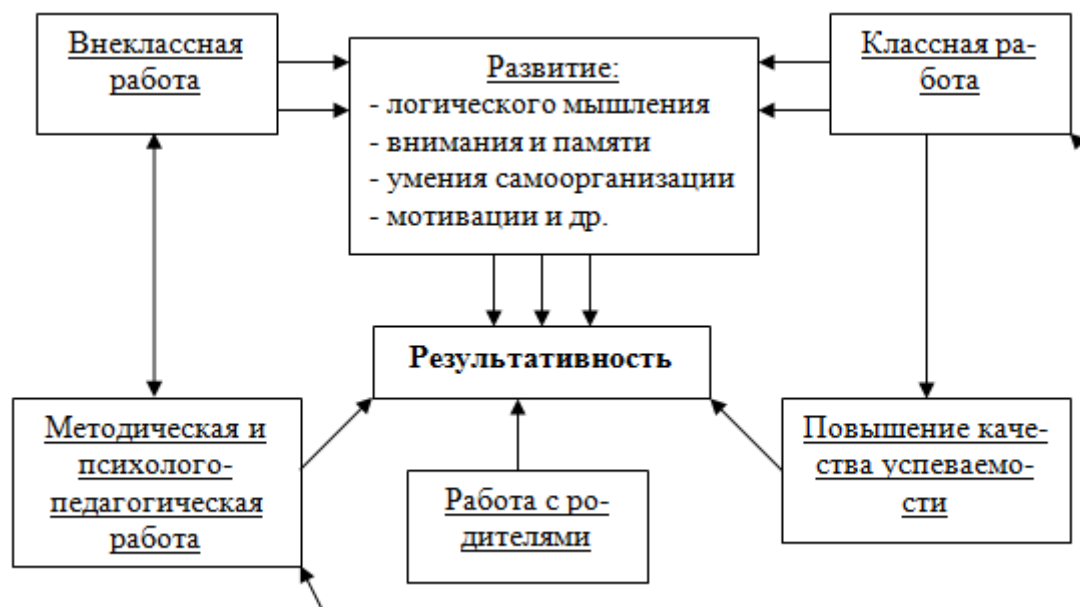 Внеклассная
работа
Развитие:
- логического мышления
- внимания и памяти
- умения самоорганизации
- мотивации и др.
Классная ра-
бота
Результативность
Методическая и
психолого-
педагогическая
работа
Работа с ро-
дителями
Повышение каче-
ства успеваемо-
сти